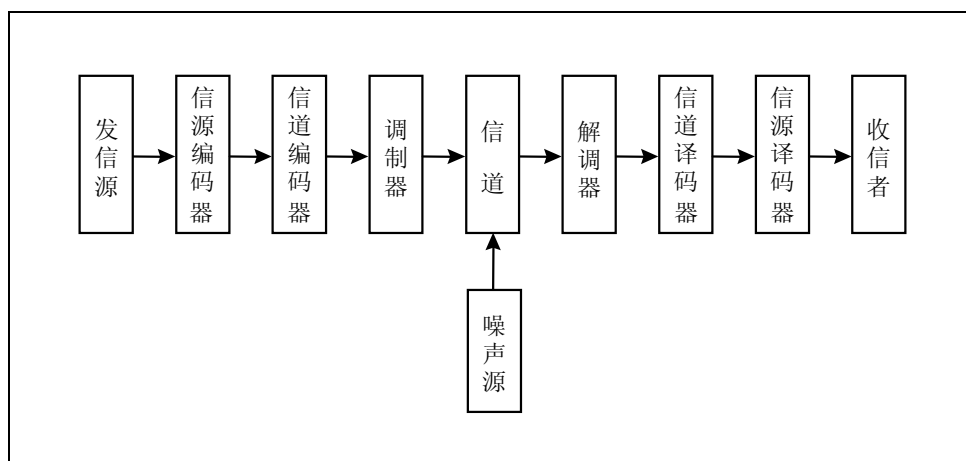 发信源
信源编码器
信道编码器
调制器
信道
解调器
信道译码器
信源译码器
收信者
噪声源